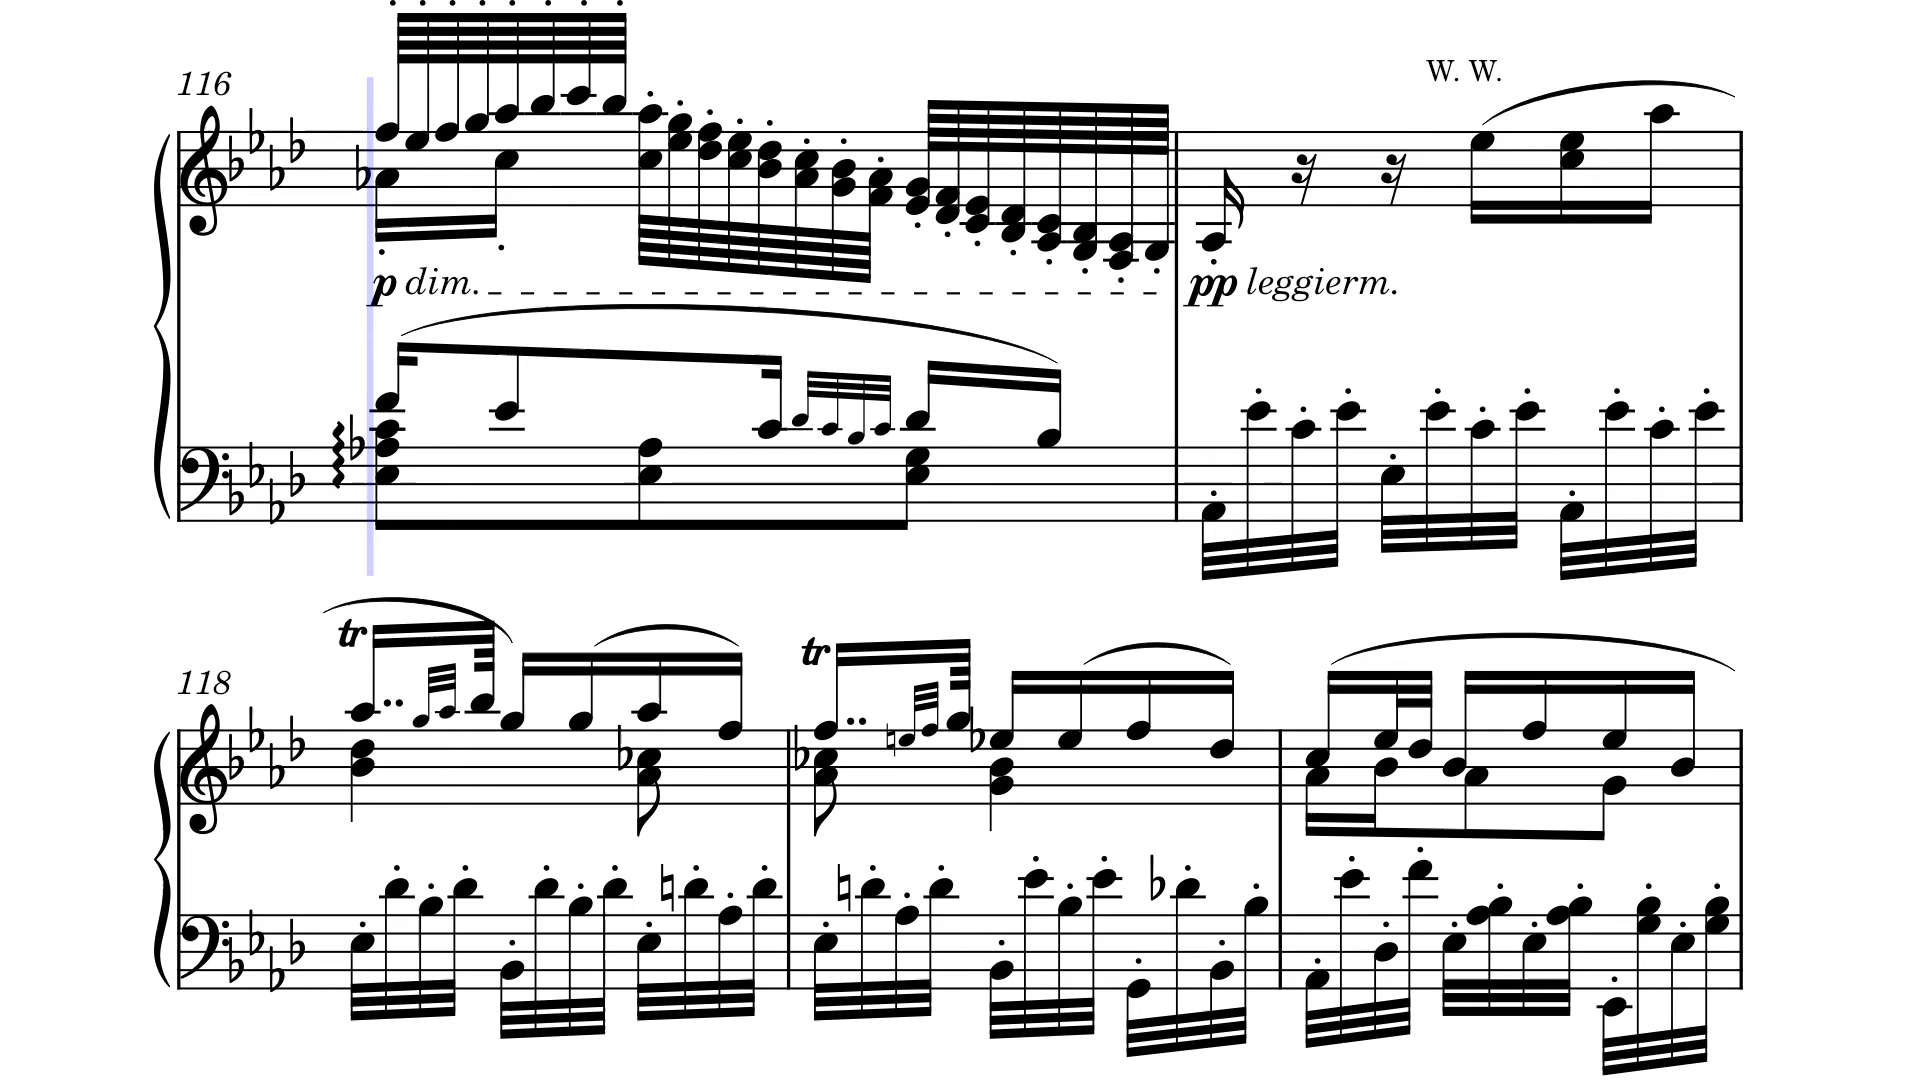 116
W. W.
p dim.
pp leggierm.
118
tr
tr